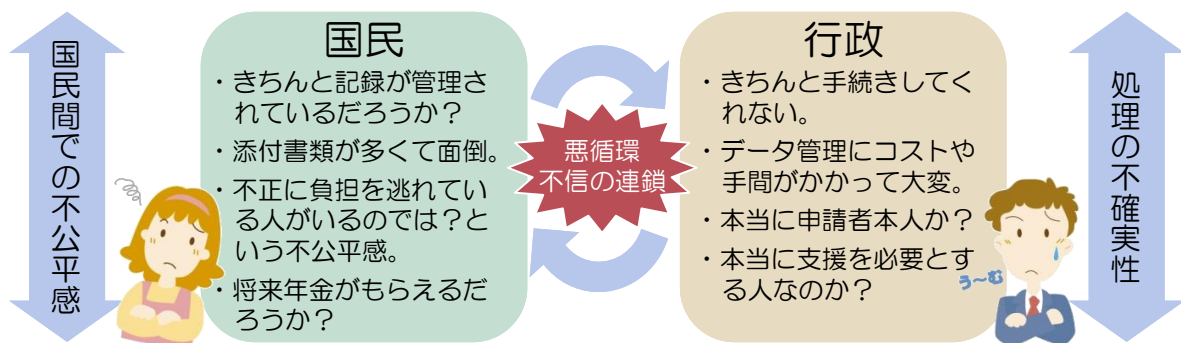 国民間での不公平感
国民
・きちんと記録が管理さ
れているだろうか？
・添付書類が多くて面倒。
・不正に負担を逃れてい
る人がいるのでは？と
いう不公平感。
・将来年金がもらえるだ
ろうか？
悪循環
不信の連鎖
行政
・きちんと手続きしてく
れない。
・データ管理にコストや
手間がかかって大変。
・本当に申請者本人か？
・本当に支援を必要とす
る人なのか？
う～む
処理の不確実性